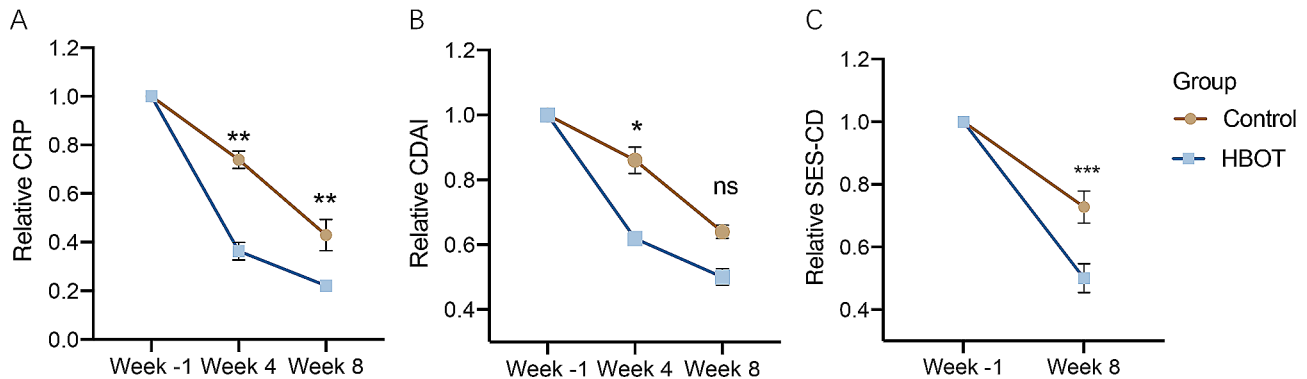 A
Relative CRP
1.2
1.0
0.8
0.6
0.4
0.2
0.0
**
**
Week -1 Week 4 Week 8
B
Relative CDAI
1.2
1.0
0.8
0.6
0.4
*
ns
Week -1 Week 4 Week 8
C
Relative SES-CD
1.2
1.0
0.8
0.6
0.4
***
Week -1 Week 8
Group
Control
HBOT